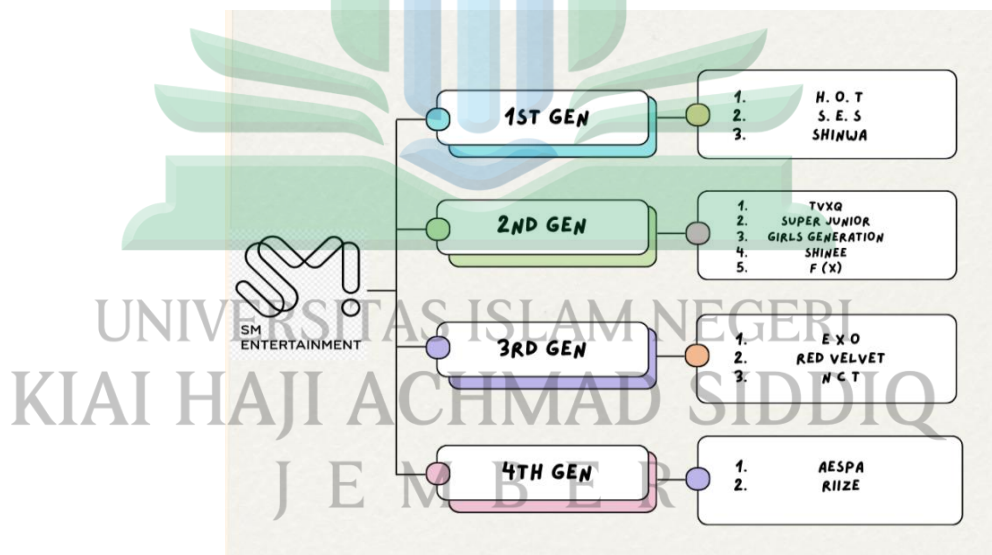 1ST GEN
1. H. O. T
2. S. E. S
3. SHINWA
2ND GEN
1. TVXQ
2. SUPER JUNIOR
3. GIRLS GENERATION
4. SHINEE
5. F (X)
SM
ENTERTAINMENT
UNIVERSITAS ISLAM NEGERI
3RD GEN
1. E X O
2. RED VELVET
3. N C T
KIAI HAJI ACHMAD SIDDIQ
4TH GEN
1. AESPA
2. RIIZE
J E M B E R